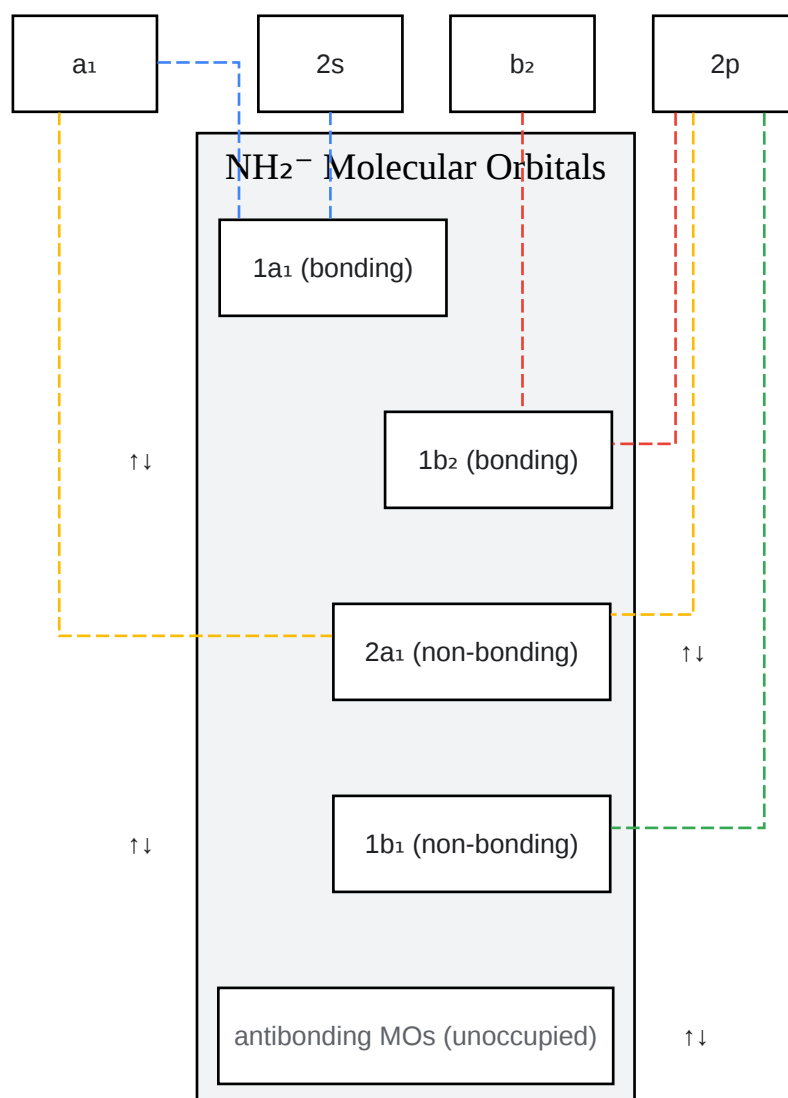 a₁
2s
b₂
2p
NH₂⁻ Molecular Orbitals
1a₁ (bonding)
↑↓
1b₂ (bonding)
2a₁ (non-bonding)
↑↓
↑↓
1b₁ (non-bonding)
antibonding MOs (unoccupied)
↑↓